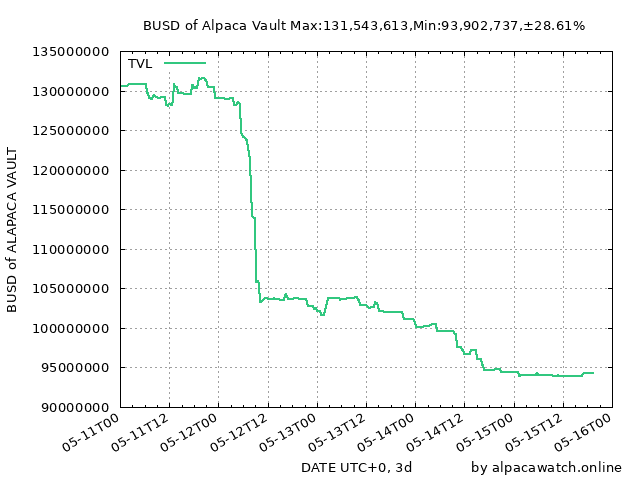 BUSD of Alpaca Vault Max:131,543,613,Min:93,902,737,±28.61%
TVL
135000000
130000000
125000000
120000000
115000000
110000000
105000000
100000000
95000000
90000000
BUSD of ALAPACA VAULT
05-11T00
05-11T12
05-12T00
05-12T12
05-13T00
05-13T12
05-14T00
05-14T12
05-15T00
05-15T12
05-16T00
DATE UTC+0, 3d
by alpacawatch.online